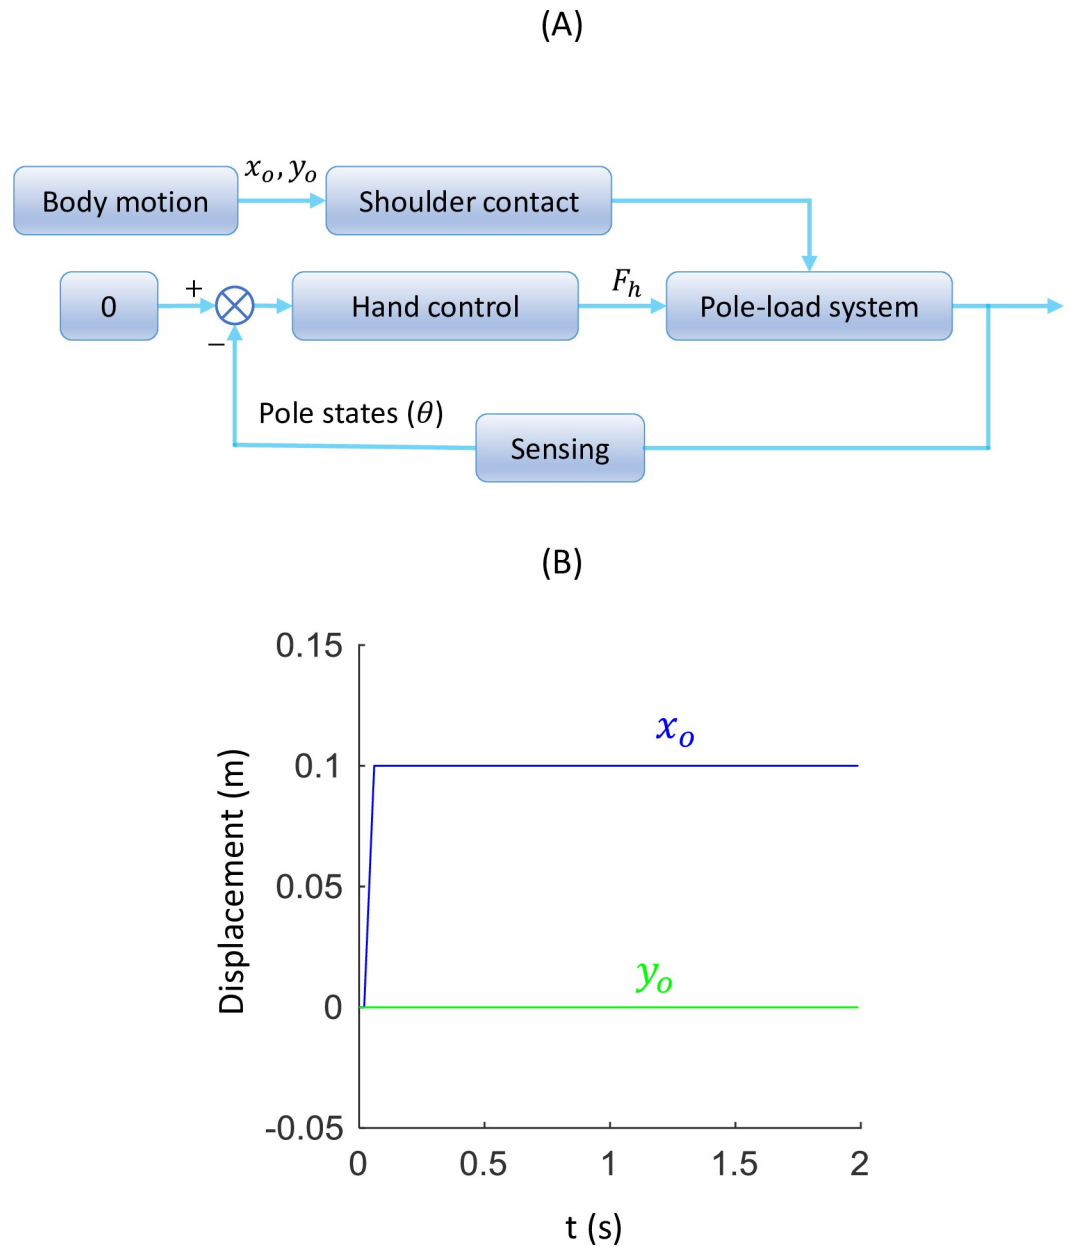 (A)
x_o, y_o
Body motion
Shoulder contact
+
F_h
0
Hand control
Pole-load system
−
Pole states (θ)
Sensing
(B)
0.15
x_o
0.1
Displacement (m)
0.05
y_o
0
-0.05
0 0.5 1 1.5 2
t (s)